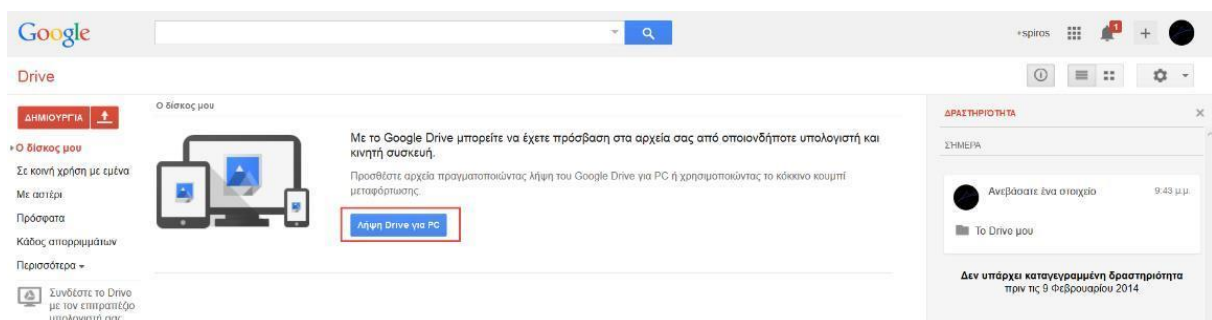 Google
+spiros
1
Drive
ΔΗΜΙΟΥΡΓΙΑ
Ο δίσκος μου
Σε κοινή χρήση με εμένα
Με αστέρι
Πρόσφατα
Κάδος απορριμμάτων
Περισσότερα
Συνδέστε το Drive
με τον επιτραπέζιο
υπολογιστή σας
Ο δίσκος μου
Με το Google Drive μπορείτε να έχετε πρόσβαση στα αρχεία σας από οποιονδήποτε υπολογιστή και
κινητή συσκευή.
Προσθέστε αρχεία πραγματοποιώντας λήψη του Google Drive για PC ή χρησιμοποιώντας το κόκκινο κουμπί
μεταφόρτωσης.
Λήψη Drive για PC
ΔΡΑΣΤΗΡΙΟΤΗΤΑ
ΣΗΜΕΡΑ
Ανεβάσατε ένα στοιχείο 9:43 μ.μ.
Το Drive μου
Δεν υπάρχει καταγεγραμμένη δραστηριότητα
πριν τις 9 Φεβρουαρίου 2014